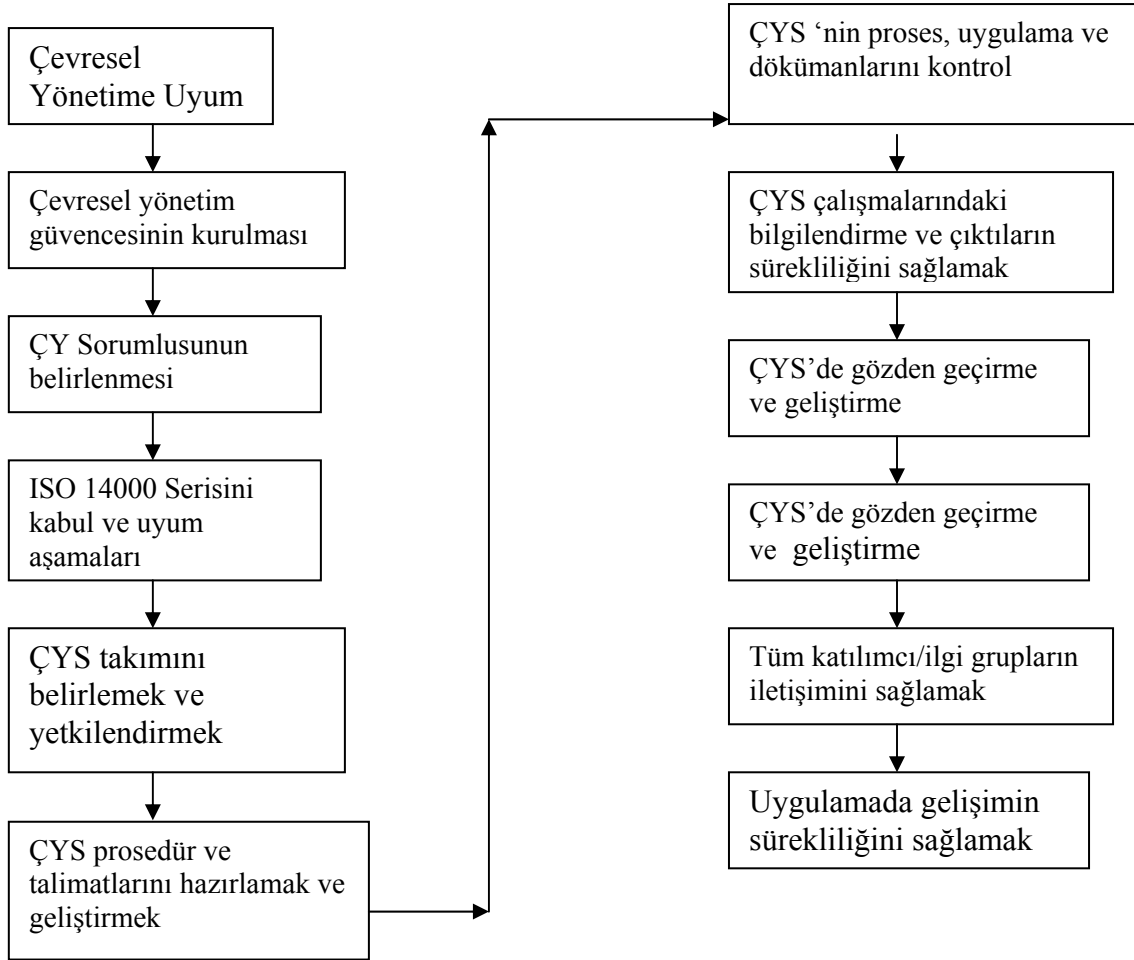 Çevresel
Yönetime Uyum
Çevresel yönetim
güvencesinin kurulması
ÇY Sorumlusunun
belirlenmesi
ISO 14000 Serisini
kabul ve uyum
aşamaları
ÇYS takımını
belirlemek ve
yetkilendirmek
ÇYS prosedür ve
talimatlarını hazırlamak ve
geliştirmek
ÇYS ‘nin proses, uygulama ve
dökümanlarını kontrol
ÇYS çalışmalarındaki
bilgilendirme ve çıktıların
sürekliliğini sağlamak
ÇYS’de gözden geçirme
ve geliştirme
ÇYS’de gözden geçirme
ve geliştirme
Tüm katılımcı/ilgi grupların
iletişimini sağlamak
Uygulamada gelişimin
sürekliliğini sağlamak